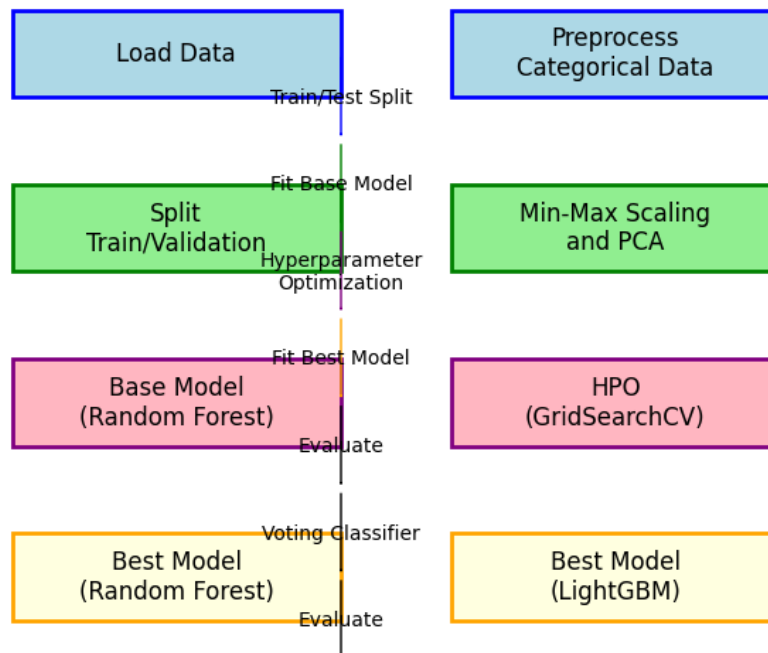 Load Data
Preprocess
Categorical Data
Train/Test Split
Fit Base Model
Split
Train/Validation
Min-Max Scaling
and PCA
Hyperparameter
Optimization
Fit Best Model
Base Model
(Random Forest)
HPO
(GridSearchCV)
Evaluate
Voting Classifier
Best Model
(Random Forest)
Best Model
(LightGBM)
Evaluate